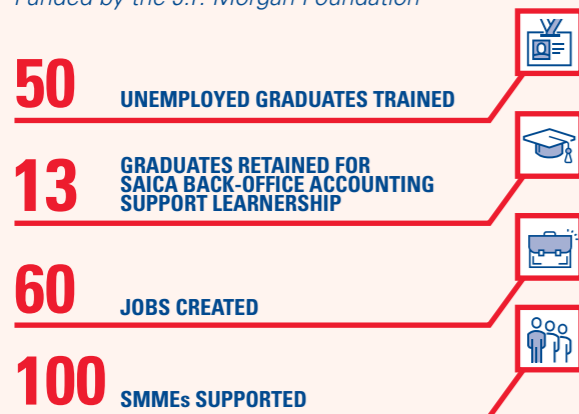 Funded by the J.P. Morgan Foundation
50 UNEMPLOYED GRADUATES TRAINED
13 GRADUATES RETAINED FOR
SAICA BACK-OFFICE ACCOUNTING
SUPPORT LEARNERSHIP
60 JOBS CREATED
100 SMMEs SUPPORTED